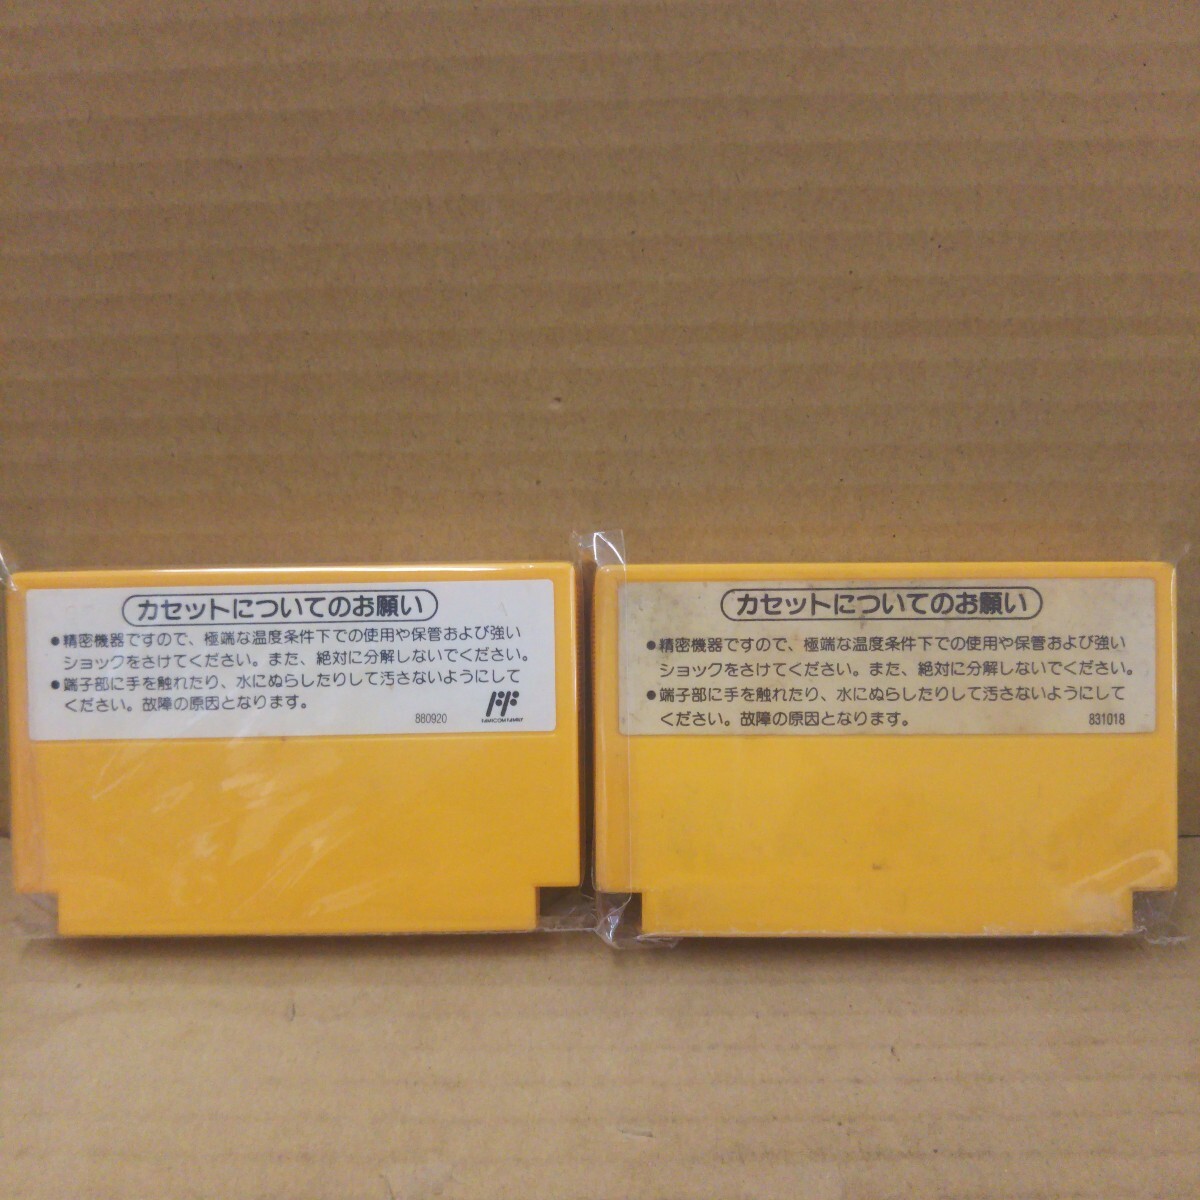 カセットについてのお願い
●精密機器ですので、極端な温度条件下での使用や保管および強い
ショックをさけてください。また、絶対に分解しないでください。
●端子部に手を触れたり、水にぬらしたりして汚さないようにして
ください。故障の原因となります。
880920
FAMICOM FAMILY
カセットについてのお願い
●精密機器ですので、極端な温度条件下での使用や保管および強い
ショックをさけてください。また、絶対に分解しないでください。
●端子部に手を触れたり、水にぬらしたりして汚さないようにして
ください。故障の原因となります。
831018